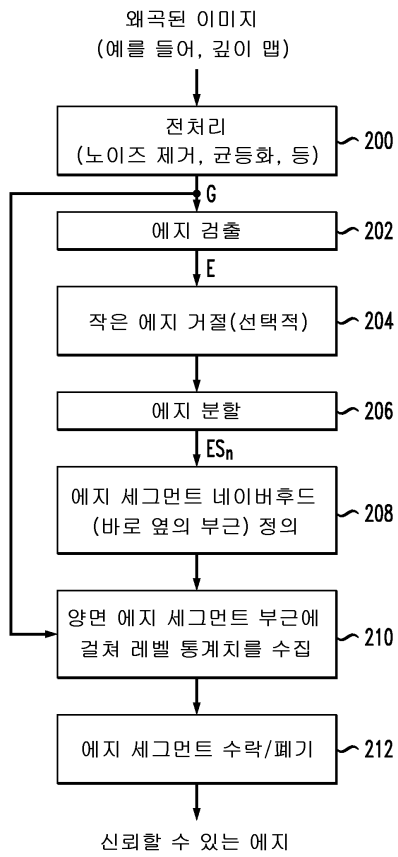 왜곡된 이미지
(예를 들어, 깊이 맵)
전처리
(노이즈 제거, 균등화, 등)
200
G
에지 검출
202
E
작은 에지 거절(선택적)
204
에지 분할
206
ESn
에지 세그먼트 네이버후드
(바로 옆의 부근) 정의
208
양면 에지 세그먼트 부근에
걸쳐 레벨 통계치를 수집
210
에지 세그먼트 수락/폐기
212
신뢰할 수 있는 에지